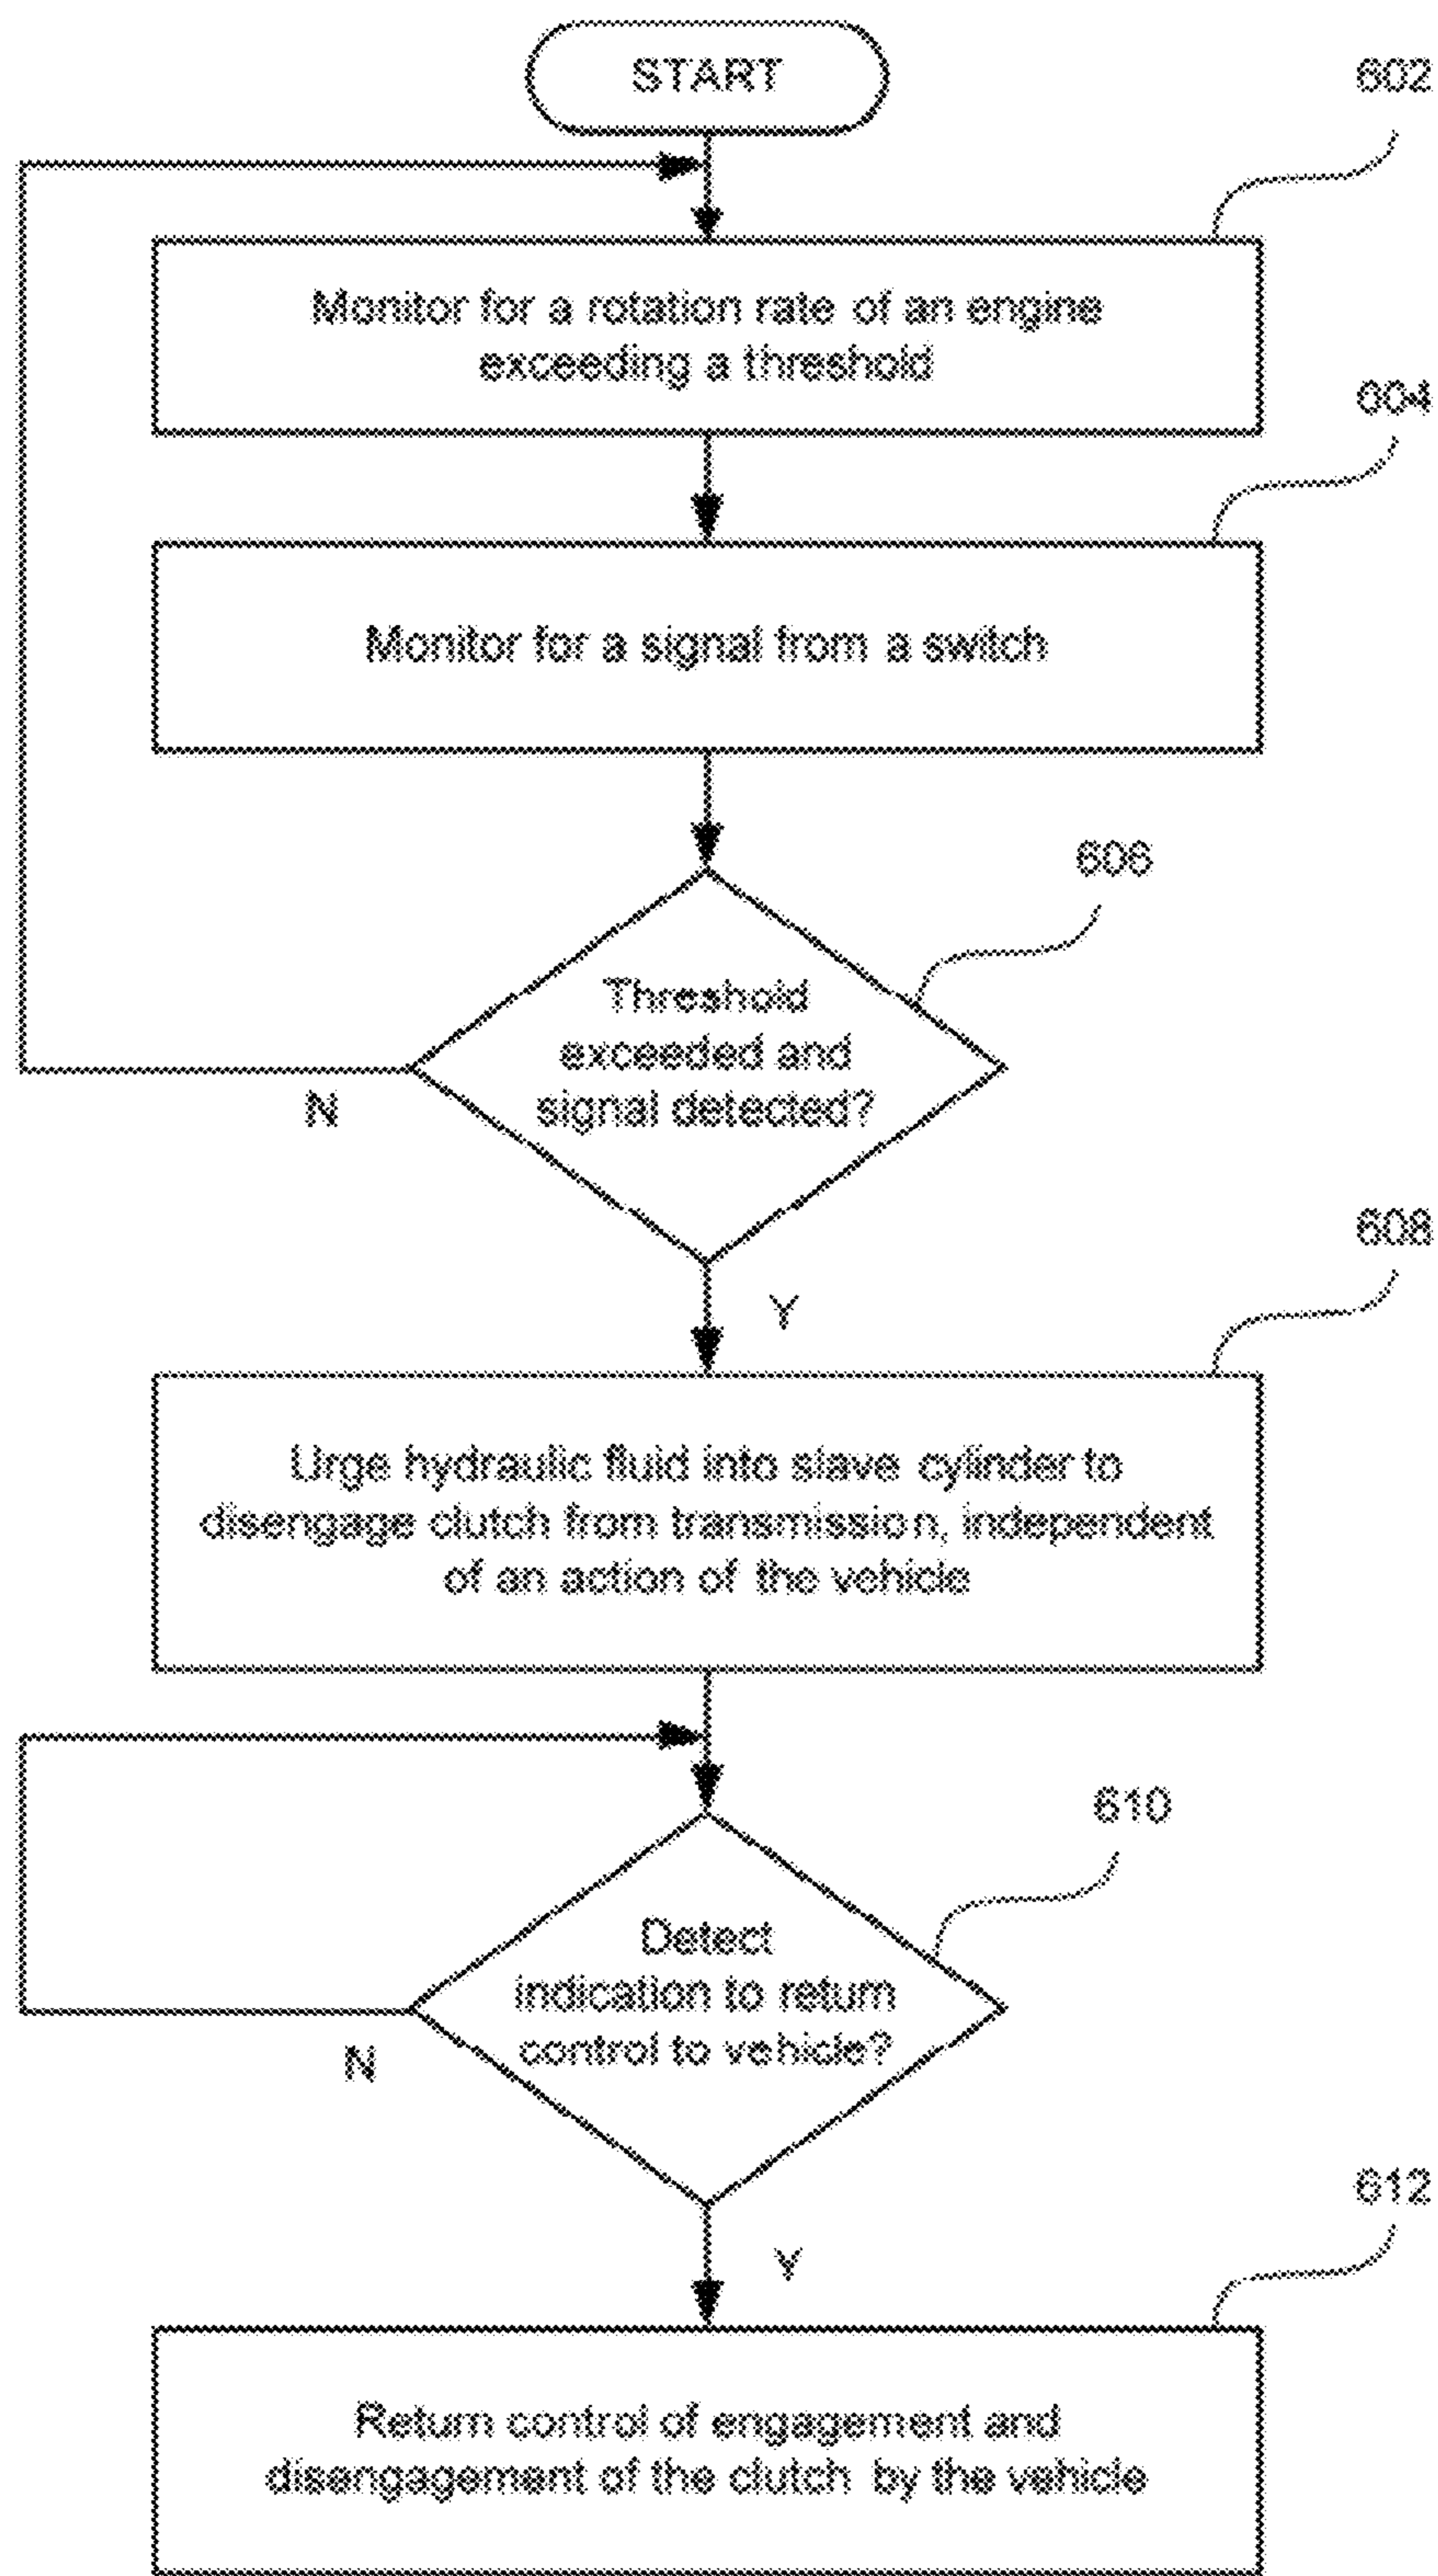 START
602
Monitor for a rotation rate of an engine
exceeding a threshold
604
Monitor for a signal from a switch
606
Threshold
exceeded and
signal detected?
N
Y
608
Urge hydraulic fluid into slave cylinder to
disengage clutch from transmission, independent
of an action of the vehicle
610
Detect
indication to return
control to vehicle?
N
Y
612
Return control of engagement and
disengagement of the clutch by the vehicle